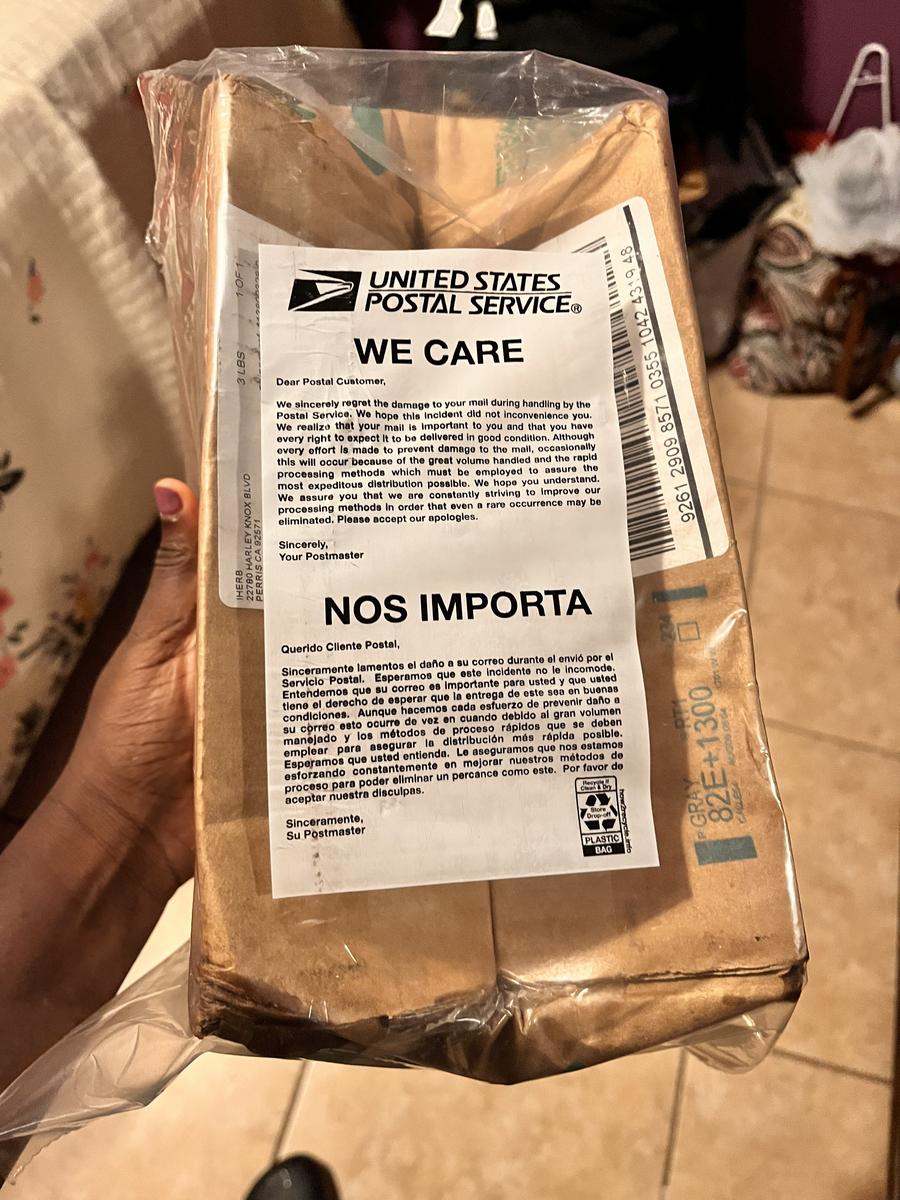 UNITED STATES
POSTAL SERVICE®
WE CARE
Dear Postal Customer,
We sincerely regret the damage to your mail during handling by the
Postal Service. We hope this incident did not inconvenience you.
We realize that your mail is important to you and that you have
every right to expect it to be delivered in good condition. Although
every effort is made to prevent damage to the mail, occasionally
this will occur because of the great volume handled and the rapid
processing methods which must be employed to assure the
most expeditous distribution possible. We hope you understand.
We assure you that we are constantly striving to improve our
processing methods in order that even a rare occurrence may be
eliminated. Please accept our apologies.
Sincerely,
Your Postmaster
NOS IMPORTA
Querido Cliente Postal,
Sinceramente lamentos el daño a su correo durante el envió por el
Servicio Postal. Esperamos que este incidente no le incomode.
Entendemos que su correo es importante para usted y que usted
tiene el derecho de esperar que la entrega de este sea en buenas
condiciones. Aunque hacemos cada esfuerzo de prevenir daño a
su correo esto ocurre de vez en cuando debido al gran volumen
manejado y los métodos de proceso rápidos que se deben
emplear para asegurar la distribución más rápida posible.
Esperamos que usted entienda. Le aseguramos que nos estamos
esforzando constantemente en mejorar nuestros métodos de
proceso para poder eliminar un percance como este. Por favor de
aceptar nuestra disculpas.
Sinceramente,
Su Postmaster
Recycle if
Clean & Dry
Store
Drop-off
PLASTIC
BAG
how2recycle.info
3 LBS 1 OF 1
IHERB
22780 HARLEY KNOX BLVD
PERRIS CA 92571
9261 2909 8571 0355 1042 4319 48
GRAY
82E+1300